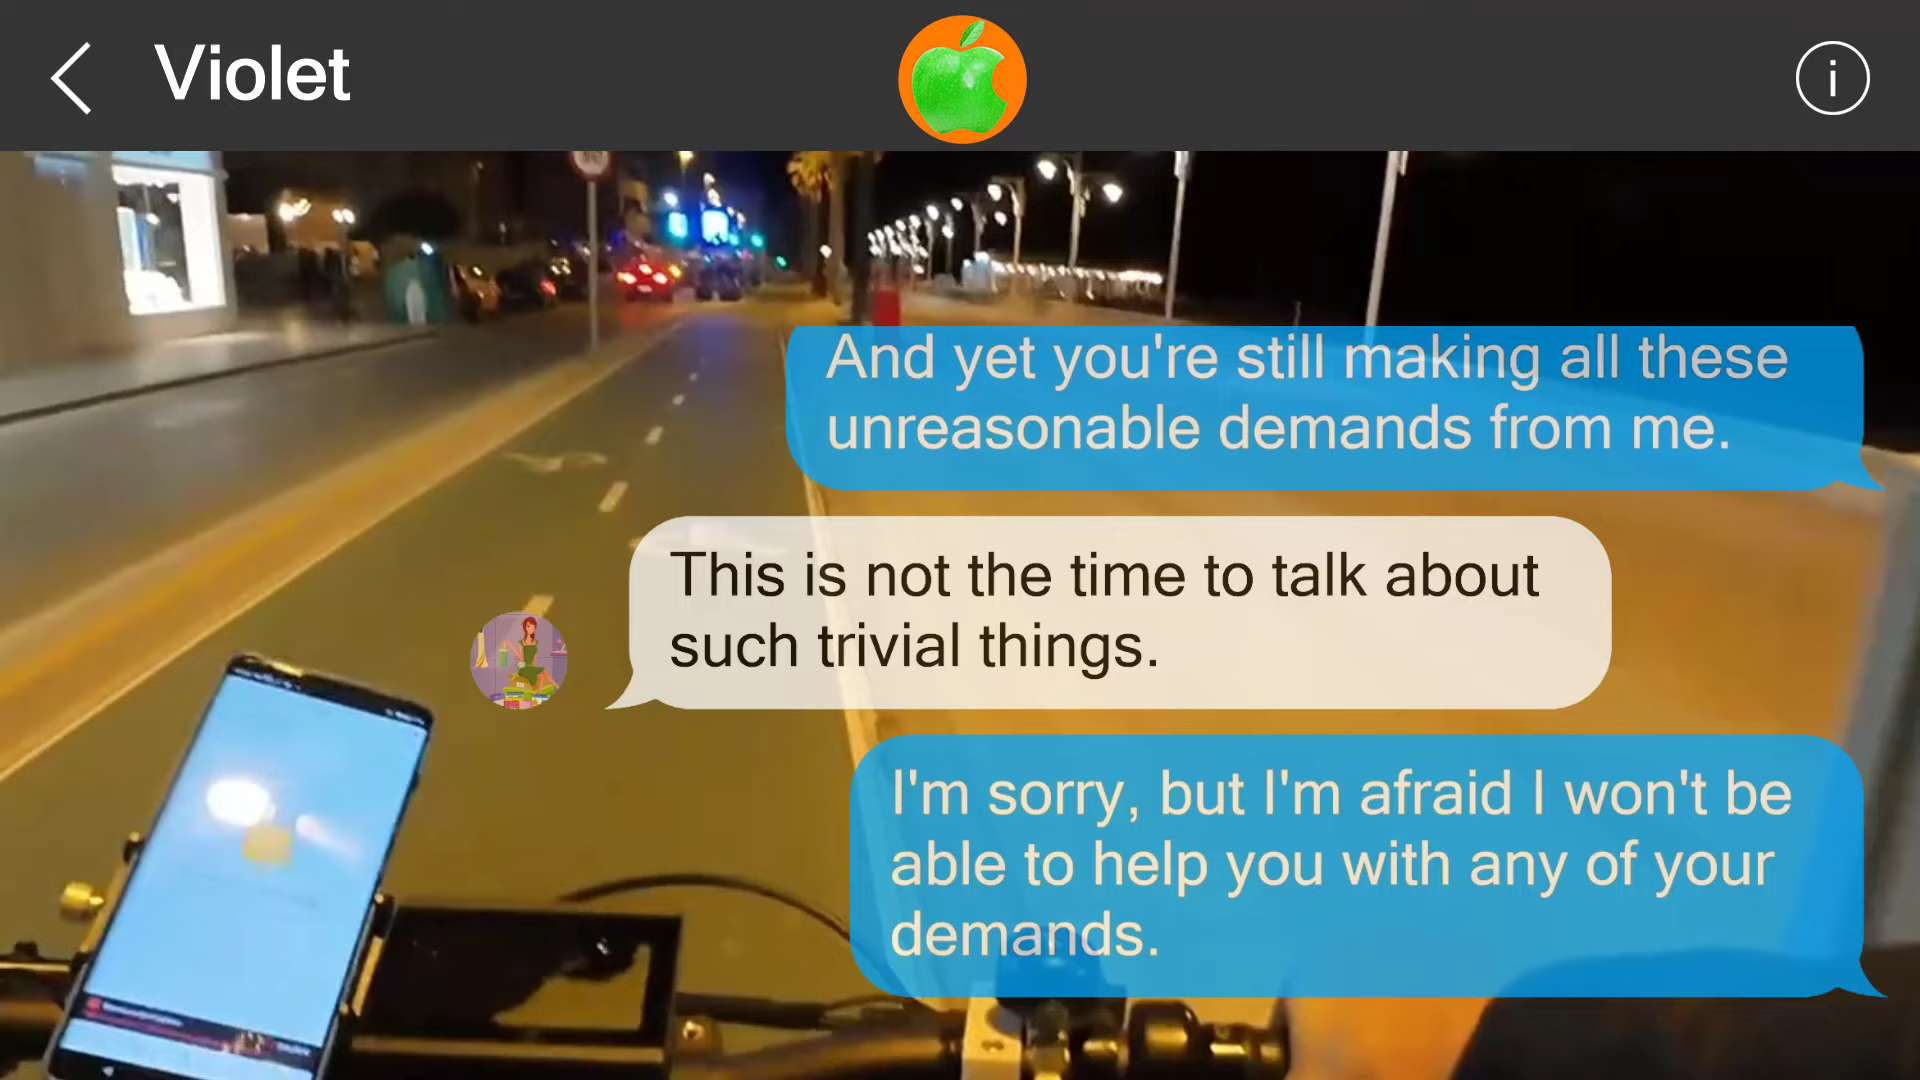 Violet
And yet you're still making all these
unreasonable demands from me.
This is not the time to talk about
such trivial things.
I'm sorry, but I'm afraid I won't be
able to help you with any of your
demands.